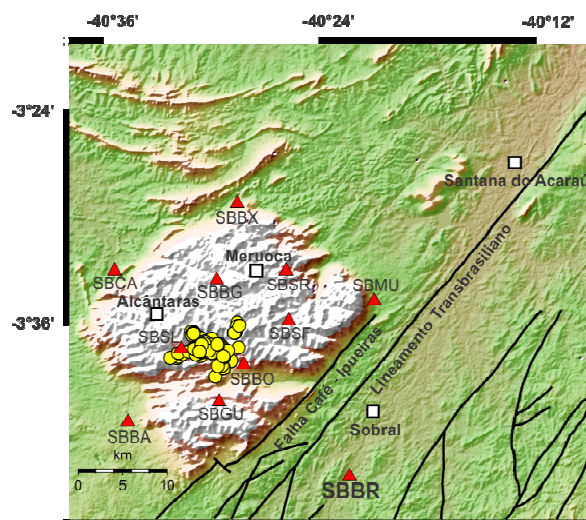 -40°36'
-40°24'
-40°12'
-3°24'
Santana do Acaraú
SBBX
Meruoca
SBCA
SBBG
SBSR
SBMU
Alcântaras
-3°36'
SBSF
SBSL
SBBO
Falha Café - Ipueiras
Lineamento Transbrasiliano
SBGU
SBBA
Sobral
km
0 5 10
SBBR